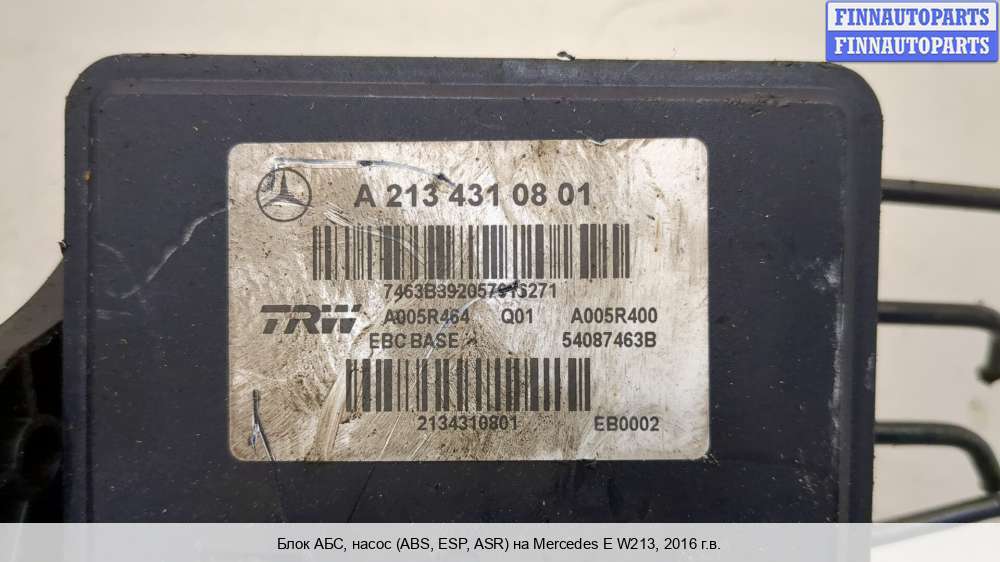 FINNAUTOPARTS
FINNAUTOPARTS
A 213 431 08 01
TRW A005R464 Q01 A005R400
EBC BASE 54087463B
2134310801 EB0002
Блок АБС, насос (ABS, ESP, ASR) на Mercedes E W213, 2016 г.в.